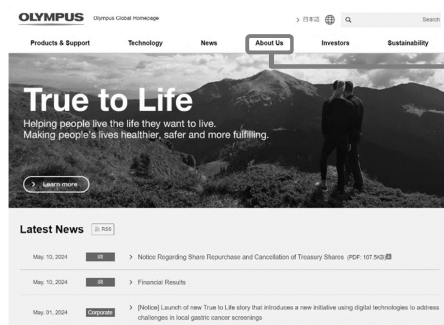 OLYMPUS Olympus Global Homepage
> 日本語 Search
Products & Support Technology News About Us Investors Sustainability
True to Life
Helping people live the life they want to live.
Making people's lives healthier, safer and more fulfilling.
> Learn more
Latest News RSS
May. 10, 2024 IR > Notice Regarding Share Repurchase and Cancellation of Treasury Shares (PDF: 107.5KB)
May. 10, 2024 IR > Financial Results
May. 01, 2024 Corporate > [Notice] Launch of new True to Life story that introduces a new initiative using digital technologies to address
challenges in local gastric cancer screenings